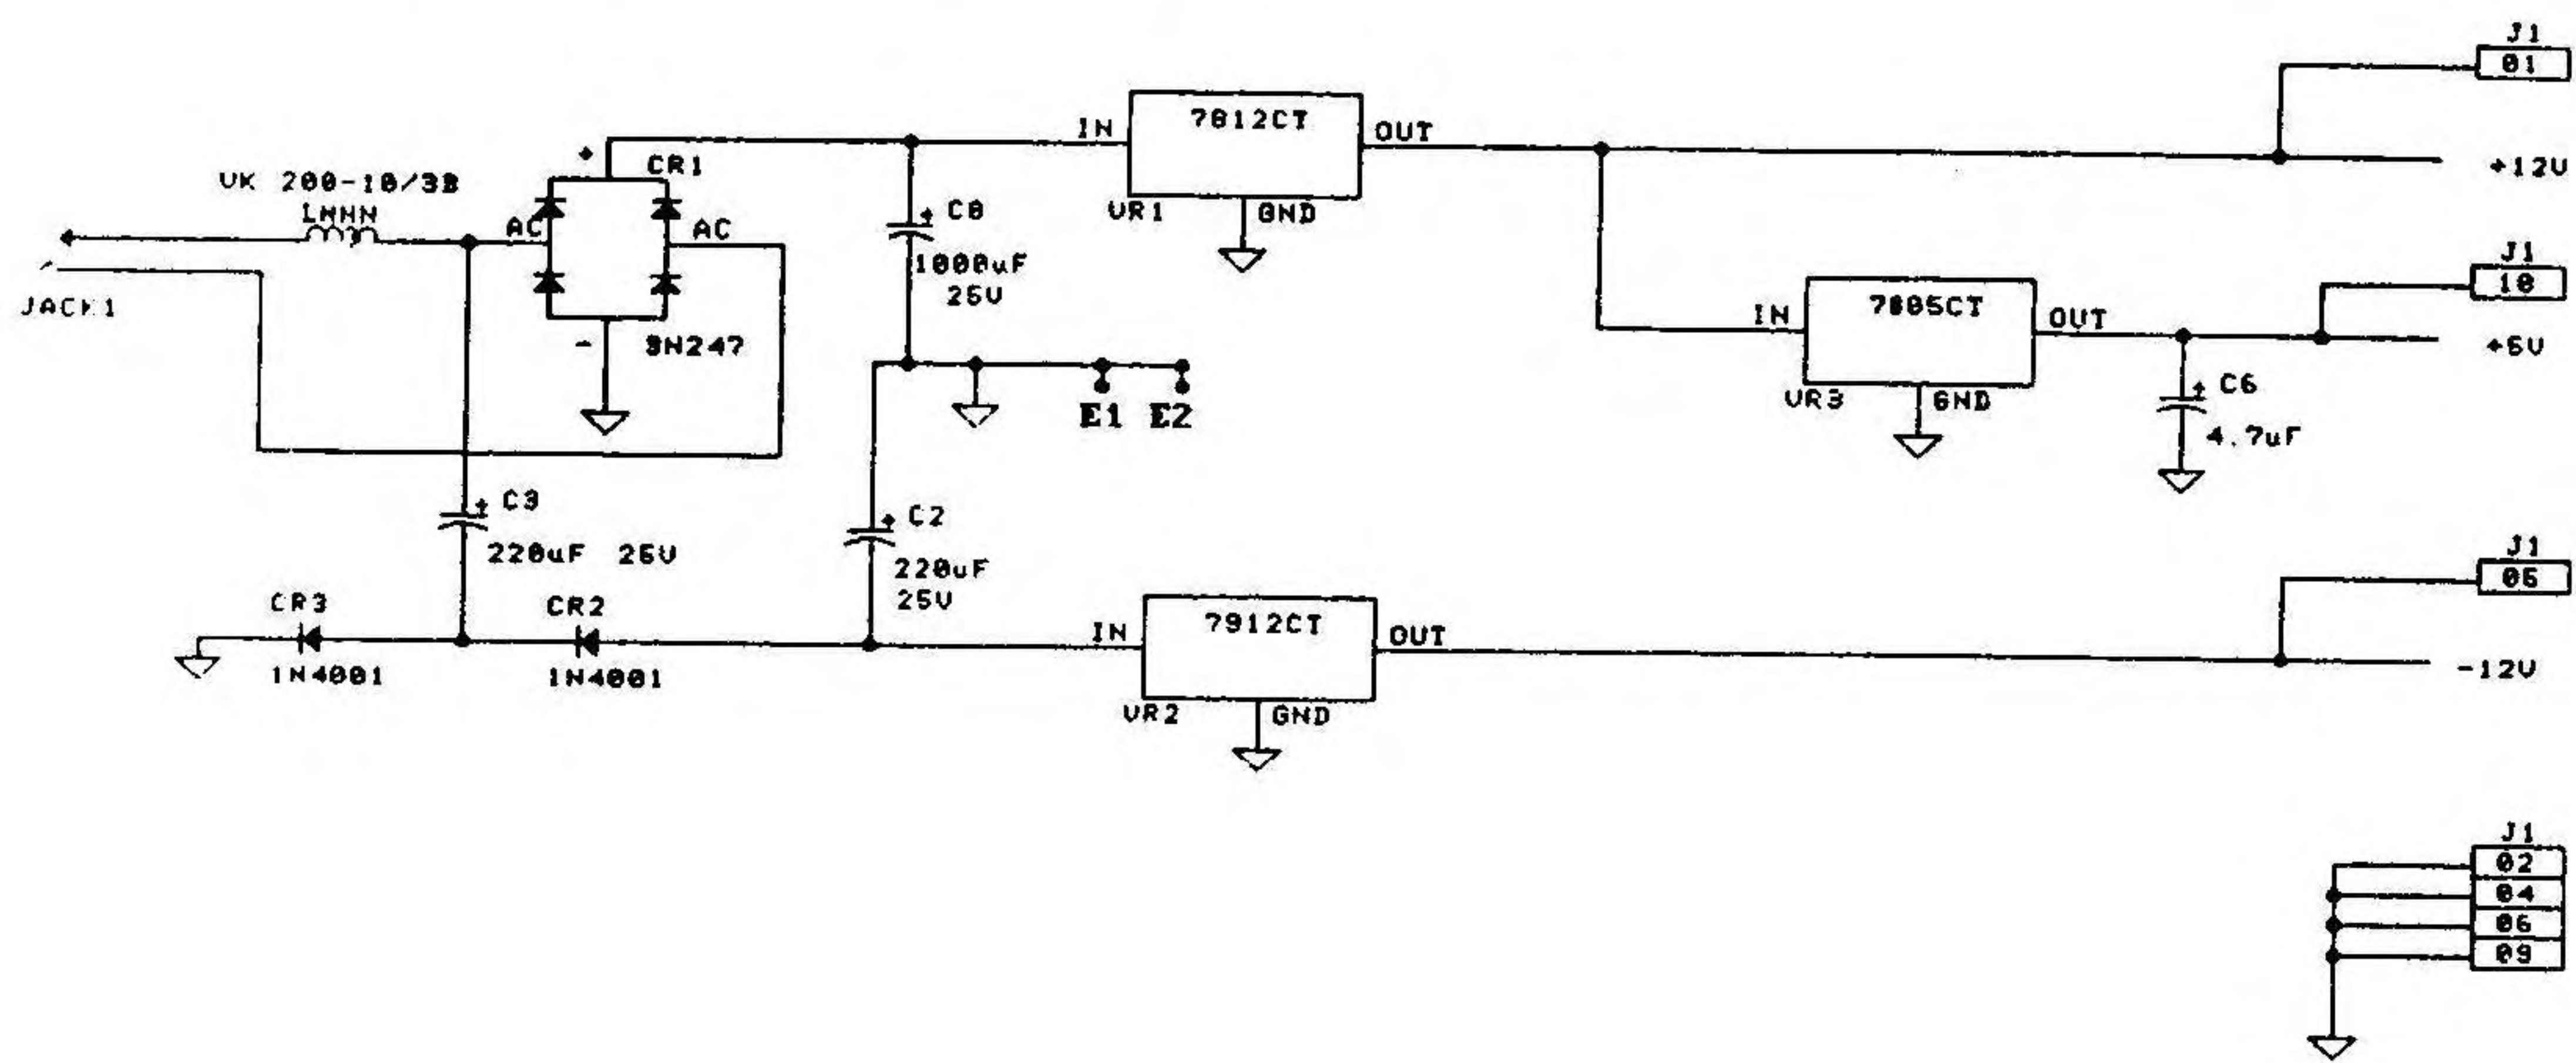 J1
01
+12V
7812CT
IN
OUT
VR1
GND
+
CR1
VK 200-10/3B
AC
AC
+
C8
1000uF
25V
JACK1
-
3N247
E1 E2
J1
10
7805CT
IN
OUT
+5V
VR3
GND
+
C6
4.7uF
+
C3
220uF 25V
+
C2
220uF
25V
CR3
1N4001
CR2
1N4001
7912CT
IN
OUT
VR2
GND
J1
-12V
J1
02
04
09